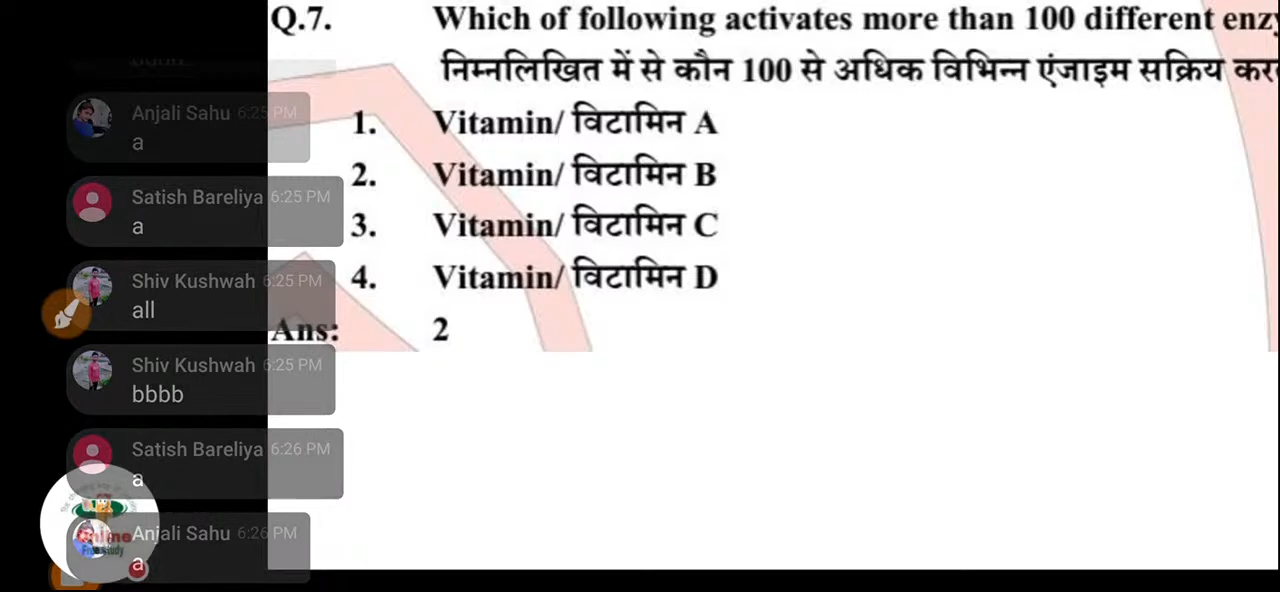 Q.7. Which of following activates more than 100 different enzy
निम्नलिखित में से कौन 100 से अधिक विभिन्न एंजाइम सक्रिय कर
1. Vitamin/ विटामिन A
2. Vitamin/ विटामिन B
3. Vitamin/ विटामिन C
4. Vitamin/ विटामिन D
Ans: 2
Anjali Sahu 6:25 PM
a
Satish Bareliya 6:25 PM
a
Shiv Kushwah 6:25 PM
all
Shiv Kushwah 6:25 PM
bbbb
Satish Bareliya 6:26 PM
a
Anjali Sahu 6:26 PM
a
Online